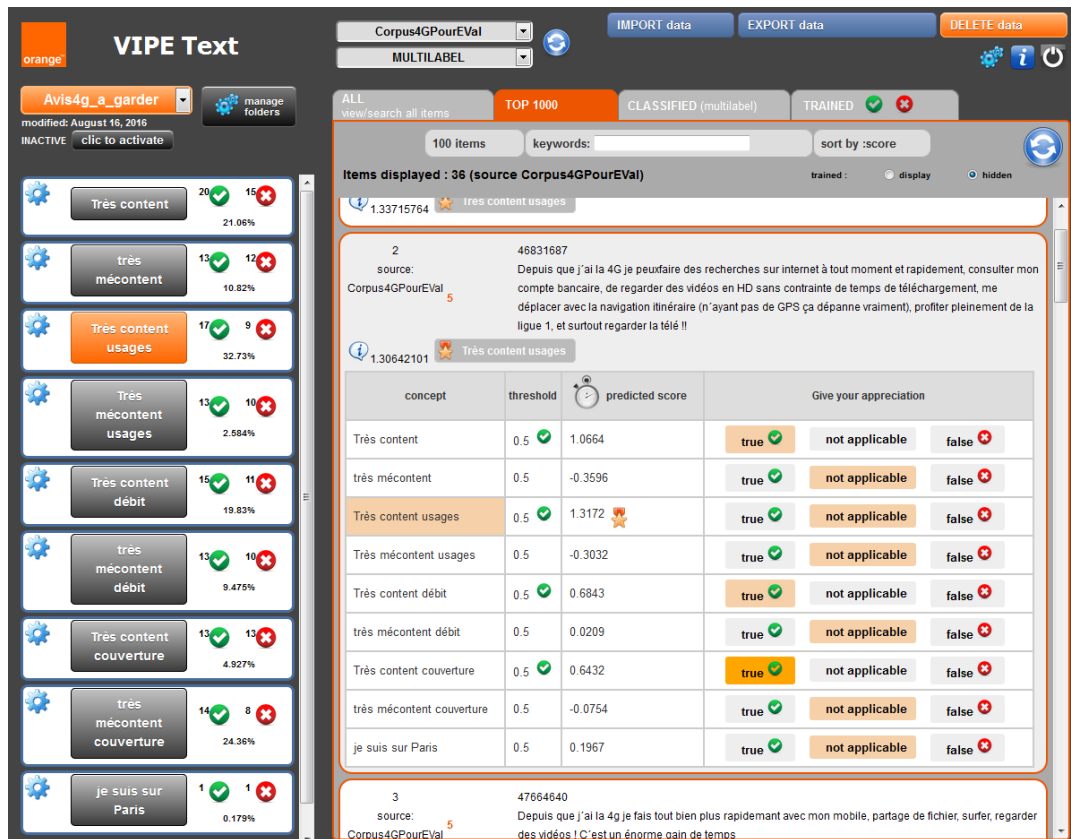 orange
VIPE Text
Corpus4GPourEVal
MULTILABEL
IMPORT data
EXPORT data
DELETE data
Avis4g_a_garder
manage
folders
modified: August 16, 2016
INACTIVE clic to activate
ALL
view/search all items
TOP 1000
CLASSIFIED (multilabel)
TRAINED
100 items
keywords:
sort by :score
Items displayed : 36 (source Corpus4GPourEVal)
trained :
display
hidden
Très content
20
15
21.06%
très
mécontent
13
12
10.82%
Très content
usages
17
9
32.73%
Très
mécontent
usages
13
10
2.584%
Très content
débit
15
11
19.83%
très
mécontent
débit
13
10
9.475%
Très content
couverture
13
13
4.927%
très
mécontent
couverture
14
8
24.36%
je suis sur
Paris
1
1
0.179%
1.33715764 Très content usages
2
source:
Corpus4GPourEVal 5
46831687
Depuis que j´ai la 4G je peuxfaire des recherches sur internet à tout moment et rapidement, consulter mon
compte bancaire, de regarder des vidéos en HD sans contrainte de temps de téléchargement, me
déplacer avec la navigation itinéraire (n´ayant pas de GPS ça dépanne vraiment), profiter pleinement de la
ligue 1, et surtout regarder la télé !!
1.30642101 Très content usages
concept threshold predicted score Give your appreciation
Très content 0.5 1.0664 true not applicable false
très mécontent 0.5 -0.3596 true not applicable false
Très content usages 0.5 1.3172 true not applicable false
Très mécontent usages 0.5 -0.3032 true not applicable false
Très content débit 0.5 0.6843 true not applicable false
très mécontent débit 0.5 0.0209 true not applicable false
Très content couverture 0.5 0.6432 true not applicable false
très mécontent couverture 0.5 -0.0754 true not applicable false
je suis sur Paris 0.5 0.1967 true not applicable false
3
source:
Corpus4GPourEVal 5
47664640
Depuis que j´ai la 4g je fais tout bien plus rapidement avec mon mobile, partage de fichier, surfer, regarder
des vidéos ! C´est un énorme gain de temps